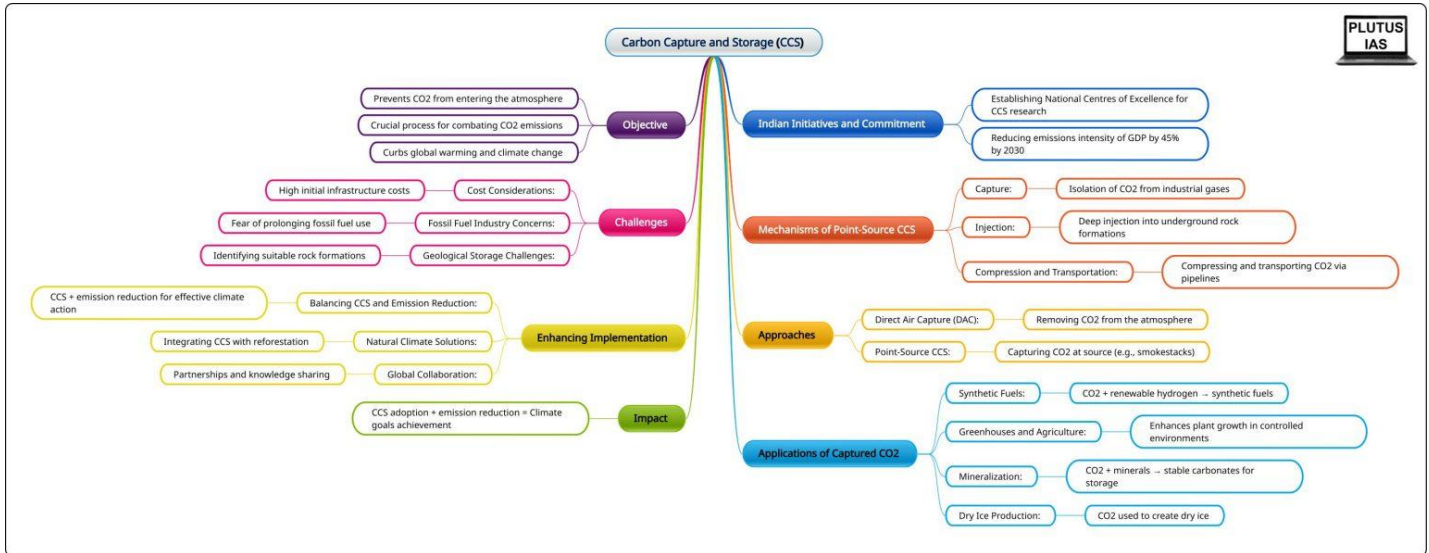 PLUTUS
IAS
Carbon Capture and Storage (CCS)
Objective
Prevents CO2 from entering the atmosphere
Crucial process for combating CO2 emissions
Curbs global warming and climate change
Challenges
Cost Considerations:
High initial infrastructure costs
Fossil Fuel Industry Concerns:
Fear of prolonging fossil fuel use
Geological Storage Challenges:
Identifying suitable rock formations
Enhancing Implementation
Balancing CCS and Emission Reduction:
CCS + emission reduction for effective climate
action
Natural Climate Solutions:
Integrating CCS with reforestation
Global Collaboration:
Partnerships and knowledge sharing
Impact
CCS adoption + emission reduction = Climate
goals achievement
Indian Initiatives and Commitment
Establishing National Centres of Excellence for
CCS research
Reducing emissions intensity of GDP by 45%
by 2030
Mechanisms of Point-Source CCS
Capture:
Isolation of CO2 from industrial gases
Injection:
Deep injection into underground rock
formations
Compression and Transportation:
Compressing and transporting CO2 via
pipelines
Approaches
Direct Air Capture (DAC):
Removing CO2 from the atmosphere
Point-Source CCS:
Capturing CO2 at source (e.g., smokestacks)
Applications of Captured CO2
Synthetic Fuels:
CO2 + renewable hydrogen → synthetic fuels
Greenhouses and Agriculture:
Enhances plant growth in controlled
environments
Mineralization:
CO2 + minerals → stable carbonates for
storage
Dry Ice Production:
CO2 used to create dry ice